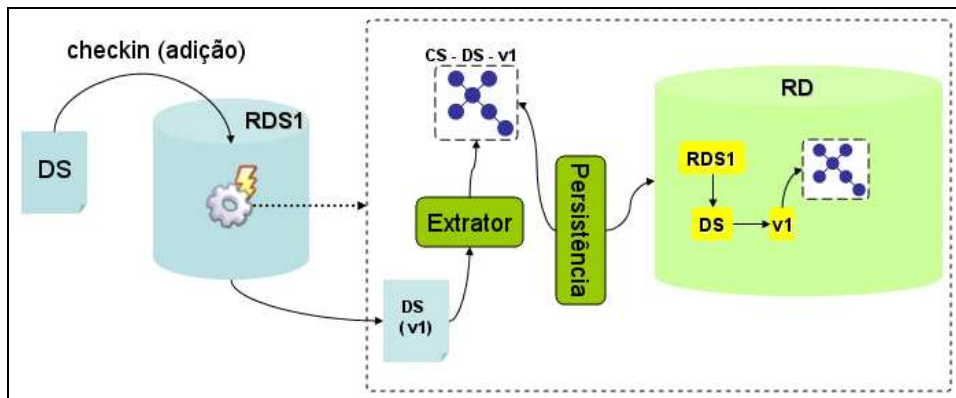 checkin (adição)
DS
RDS1
CS - DS - v1
Extrator
DS
(v1)
Persistência
RD
RDS1
DS
v1